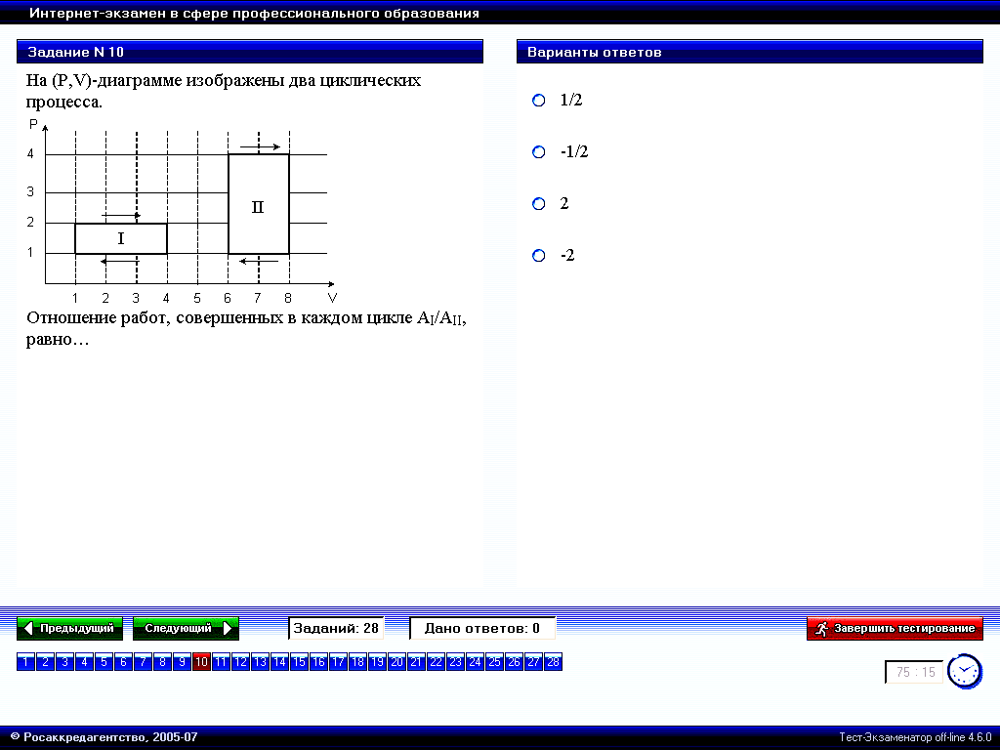 Интернет-экзамен в сфере профессионального образования
Задание N 10
На (P,V)-диаграмме изображены два циклических
процесса.
P
4
3
2
1
I
II
1 2 3 4 5 6 7 8 V
Отношение работ, совершенных в каждом цикле AI/AII,
равно…
Варианты ответов
1/2
-1/2
2
-2
Предыдущий
Следующий
Заданий: 28
Дано ответов: 0
Завершить тестирование
1 2 3 4 5 6 7 8 9 10 11 12 13 14 15 16 17 18 19 20 21 22 23 24 25 26 27 28
75 : 15
© Росаккредагентство, 2005-07
Тест-Экзаменатор off-line 4.6.0